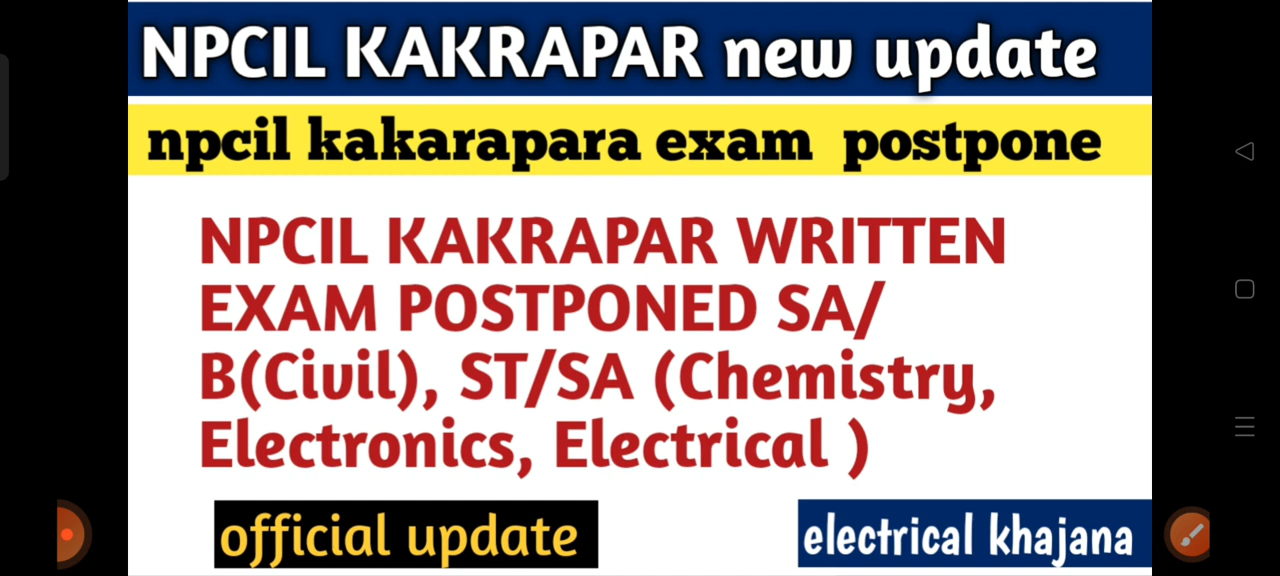 NPCIL KAKRAPAR new update
npcil kakarapara exam postpone
NPCIL KAKRAPAR WRITTEN
EXAM POSTPONED SA/
B(Civil), ST/SA (Chemistry,
Electronics, Electrical )
official update
electrical khajana